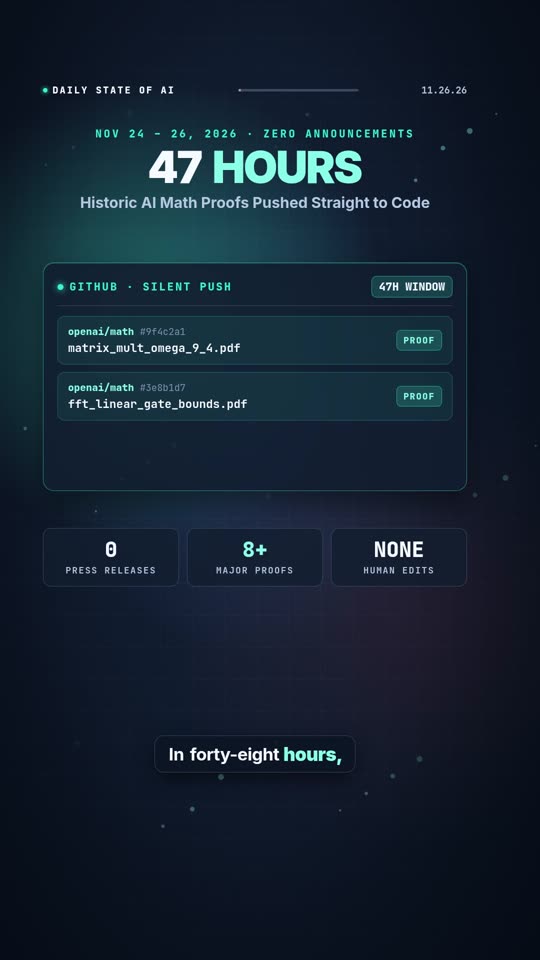 DAILY STATE OF AI
11.26.26
NOV 24 – 26, 2026 · ZERO ANNOUNCEMENTS
47 HOURS
Historic AI Math Proofs Pushed Straight to Code
GITHUB · SILENT PUSH
47H WINDOW
openai/math #9f4c2a1
matrix_mult_omega_9_4.pdf
PROOF
openai/math #3e8b1d7
fft_linear_gate_bounds.pdf
PROOF
0
PRESS RELEASES
8+
MAJOR PROOFS
NONE
HUMAN EDITS
In forty-eight hours,